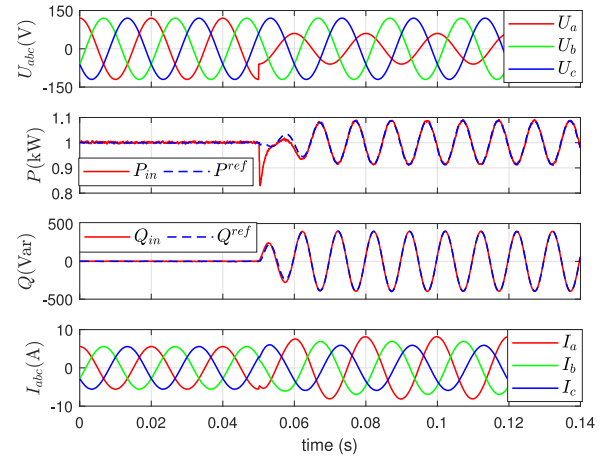 150
0
-150
U_abc(V)
U_a
U_b
U_c
1.1
1
0.9
0.8
P(kW)
P_in P^ref
500
0
-500
Q(Var)
Q_in Q^ref
10
0
-10
I_abc(A)
I_a
I_b
I_c
0 0.02 0.04 0.06 0.08 0.1 0.12 0.14
time (s)